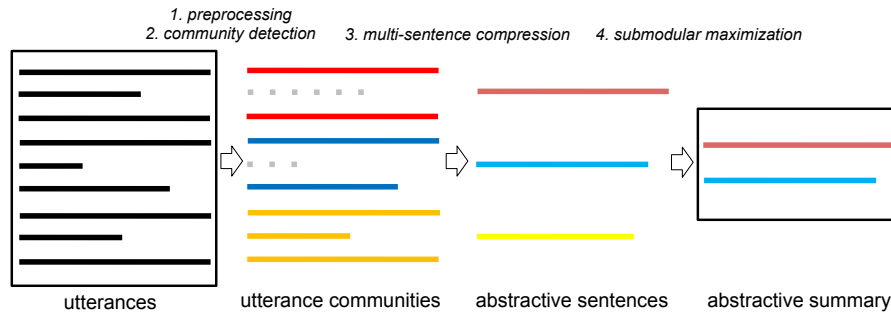 1. preprocessing
2. community detection
3. multi-sentence compression
4. submodular maximization
utterances
utterance communities
abstractive sentences
abstractive summary